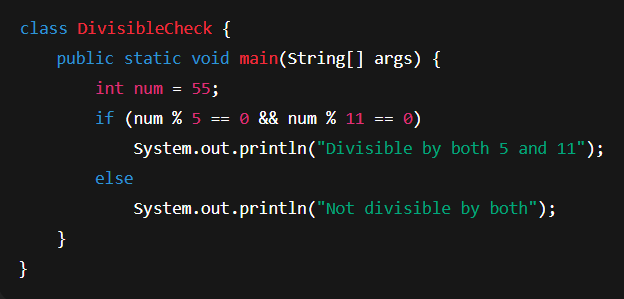 class DivisibleCheck {
    public static void main(String[] args) {
        int num = 55;
        if (num % 5 == 0 && num % 11 == 0)
            System.out.println("Divisible by both 5 and 11");
        else
            System.out.println("Not divisible by both");
    }
}